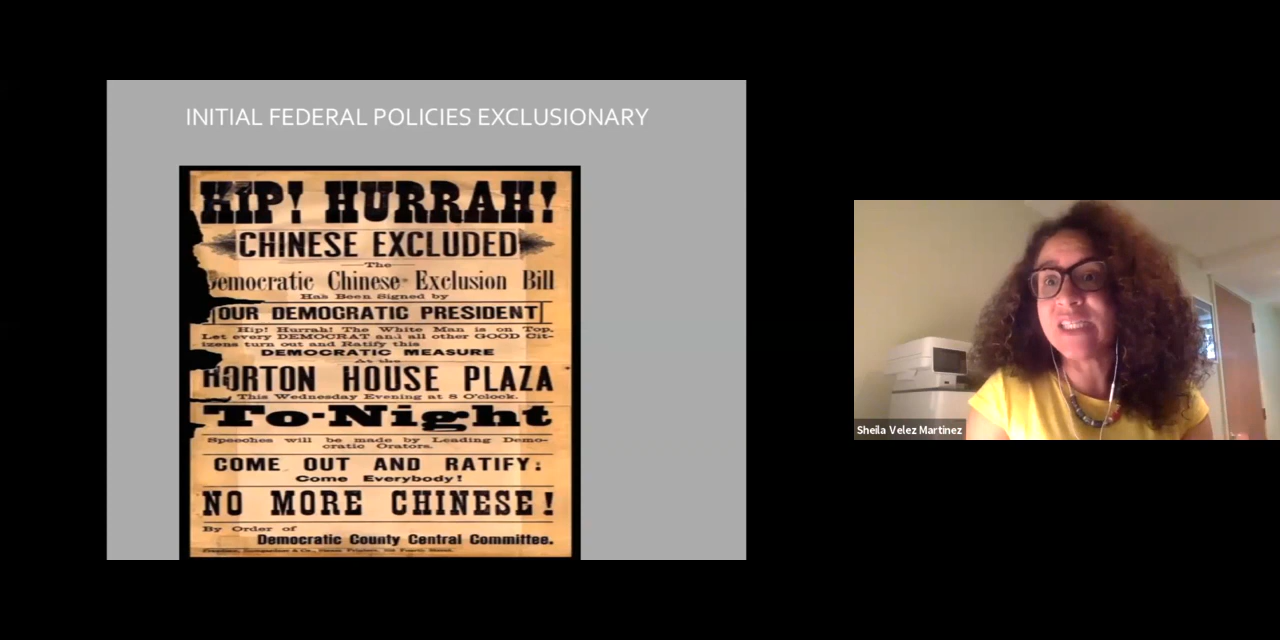 INITIAL FEDERAL POLICIES EXCLUSIONARY
HIP! HURRAH!
CHINESE EXCLUDED
The
Democratic Chinese Exclusion Bill
Has Been Signed by
OUR DEMOCRATIC PRESIDENT
Hip! Hurrah! The White Man is on Top.
Let every DEMOCRAT and all other GOOD Cit-
izens turn out and Ratify this
DEMOCRATIC MEASURE
At the
HORTON HOUSE PLAZA
This Wednesday Evening at 8 O'clock.
To-Night
Speeches will be made by Leading Demo-
cratic Orators.
COME OUT AND RATIFY:
Come Everybody!
NO MORE CHINESE!
By Order of
Democratic County Central Committee.
Sheila Velez Martinez